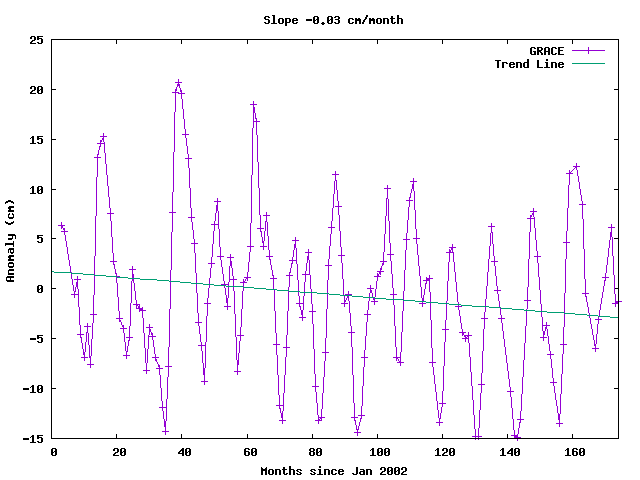 Slope -0.03 cm/month
GRACE
Trend Line
25
20
15
10
5
0
-5
-10
-15
Anomaly (cm)
0 20 40 60 80 100 120 140 160
Months since Jan 2002